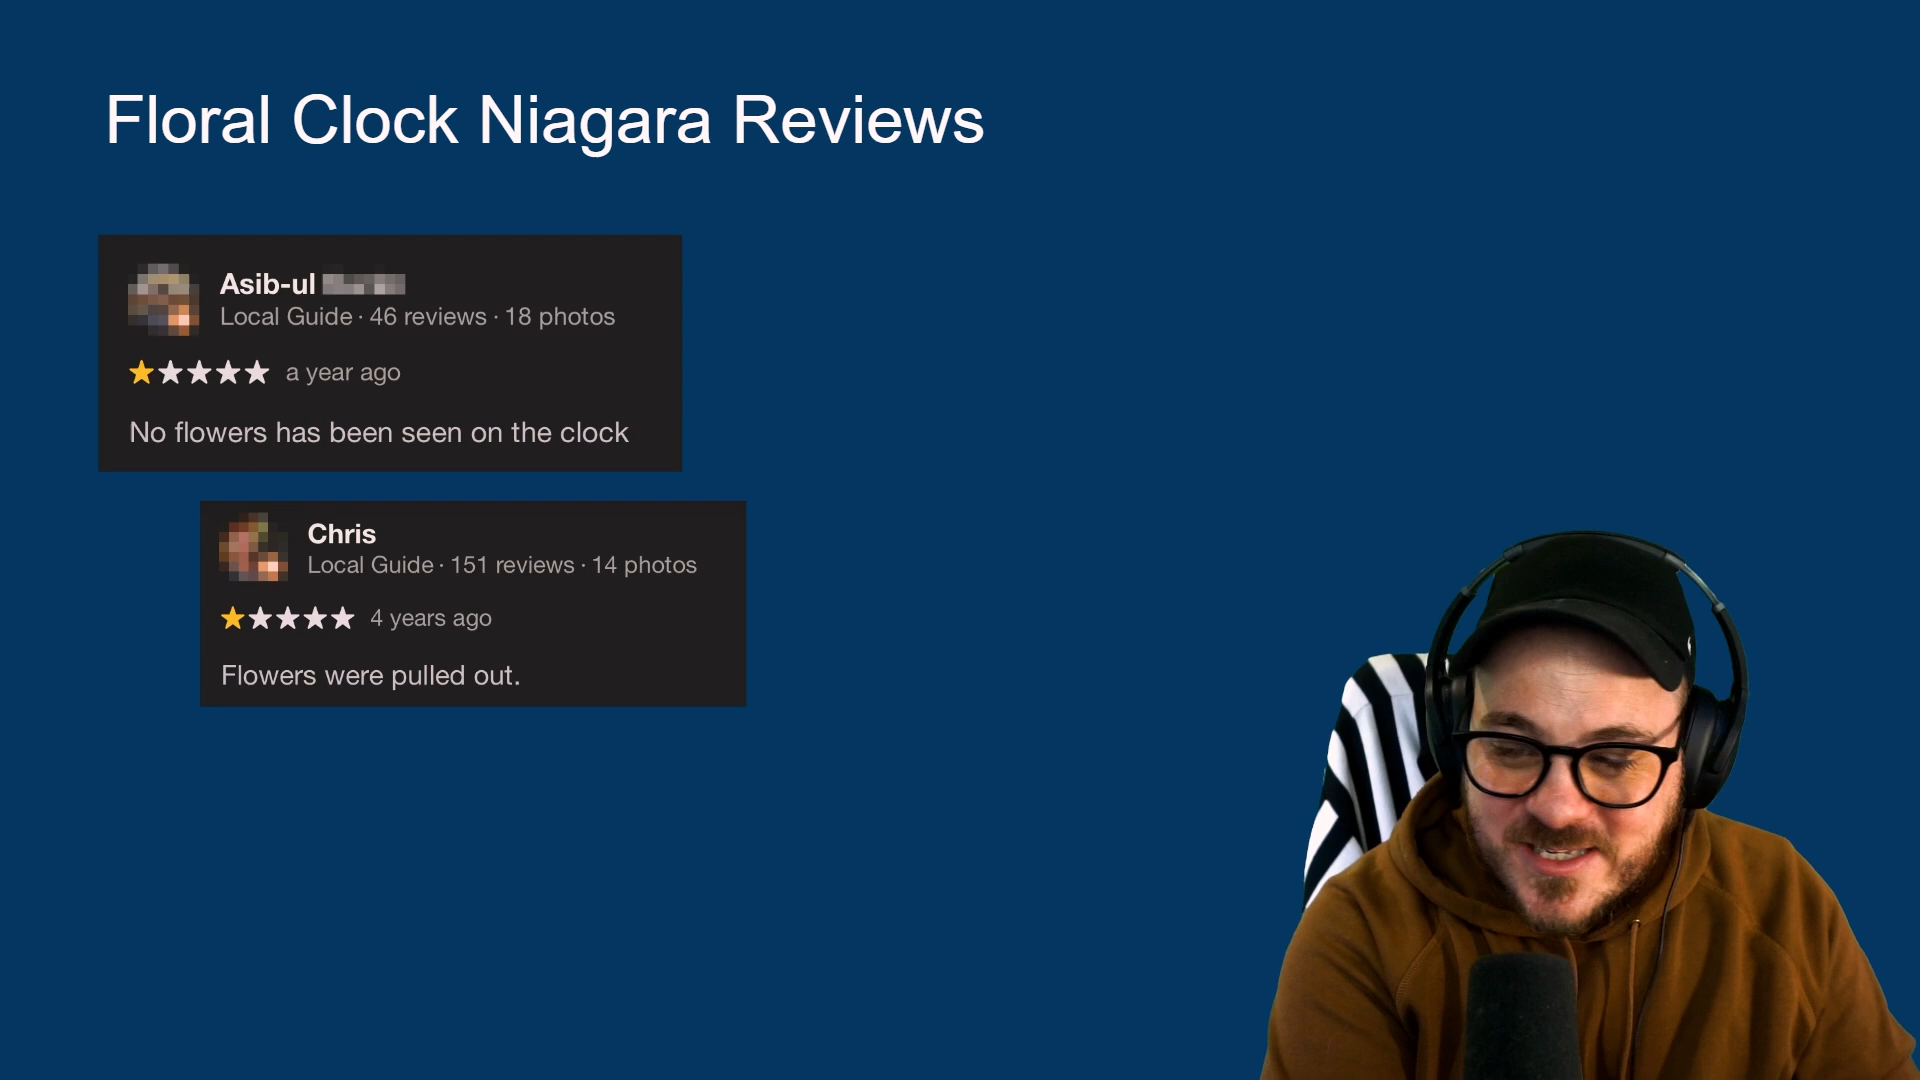 Floral Clock Niagara Reviews
Asib-ul
Local Guide · 46 reviews · 18 photos
a year ago
No flowers has been seen on the clock
Chris
Local Guide · 151 reviews · 14 photos
4 years ago
Flowers were pulled out.